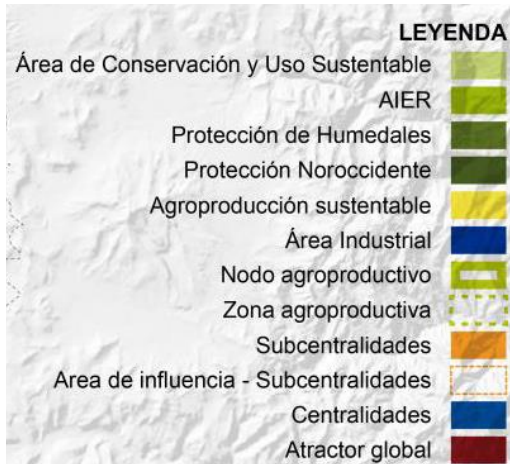 LEYENDA
Área de Conservación y Uso Sustentable
AIER
Protección de Humedales
Protección Noroccidente
Agroproducción sustentable
Área Industrial
Nodo agroproductivo
Zona agroproductiva
Subcentralidades
Area de influencia - Subcentralidades
Centralidades
Atractor global